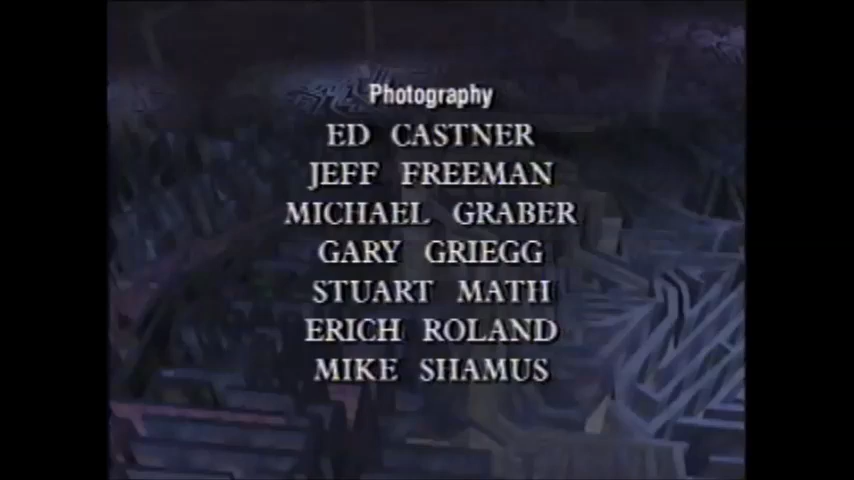 Photography
ED CASTNER
JEFF FREEMAN
MICHAEL GRABER
GARY GRIEGG
STUART MATH
ERICH ROLAND
MIKE SHAMUS